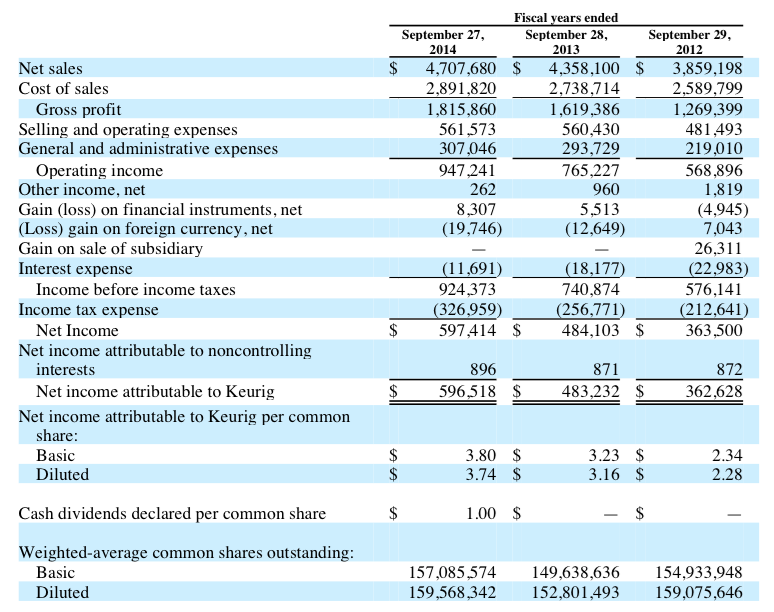 Fiscal years ended
September 27, September 28, September 29,
2014 2013 2012
Net sales $ 4,707,680 $ 4,358,100 $ 3,859,198
Cost of sales 2,891,820 2,738,714 2,589,799
Gross profit 1,815,860 1,619,386 1,269,399
Selling and operating expenses 561,573 560,430 481,493
General and administrative expenses 307,046 293,729 219,010
Operating income 947,241 765,227 568,896
Other income, net 262 960 1,819
Gain (loss) on financial instruments, net 8,307 5,513 (4,945)
(Loss) gain on foreign currency, net (19,746) (12,649) 7,043
Gain on sale of subsidiary — — 26,311
Interest expense (11,691) (18,177) (22,983)
Income before income taxes 924,373 740,874 576,141
Income tax expense (326,959) (256,771) (212,641)
Net Income $ 597,414 $ 484,103 $ 363,500
Net income attributable to noncontrolling
interests 896 871 872
Net income attributable to Keurig $ 596,518 $ 483,232 $ 362,628
Net income attributable to Keurig per common
share:
Basic $ 3.80 $ 3.23 $ 2.34
Diluted $ 3.74 $ 3.16 $ 2.28
Cash dividends declared per common share $ 1.00 $ — $ —
Weighted-average common shares outstanding:
Basic 157,085,574 149,638,636 154,933,948
Diluted 159,568,342 152,801,493 159,075,646